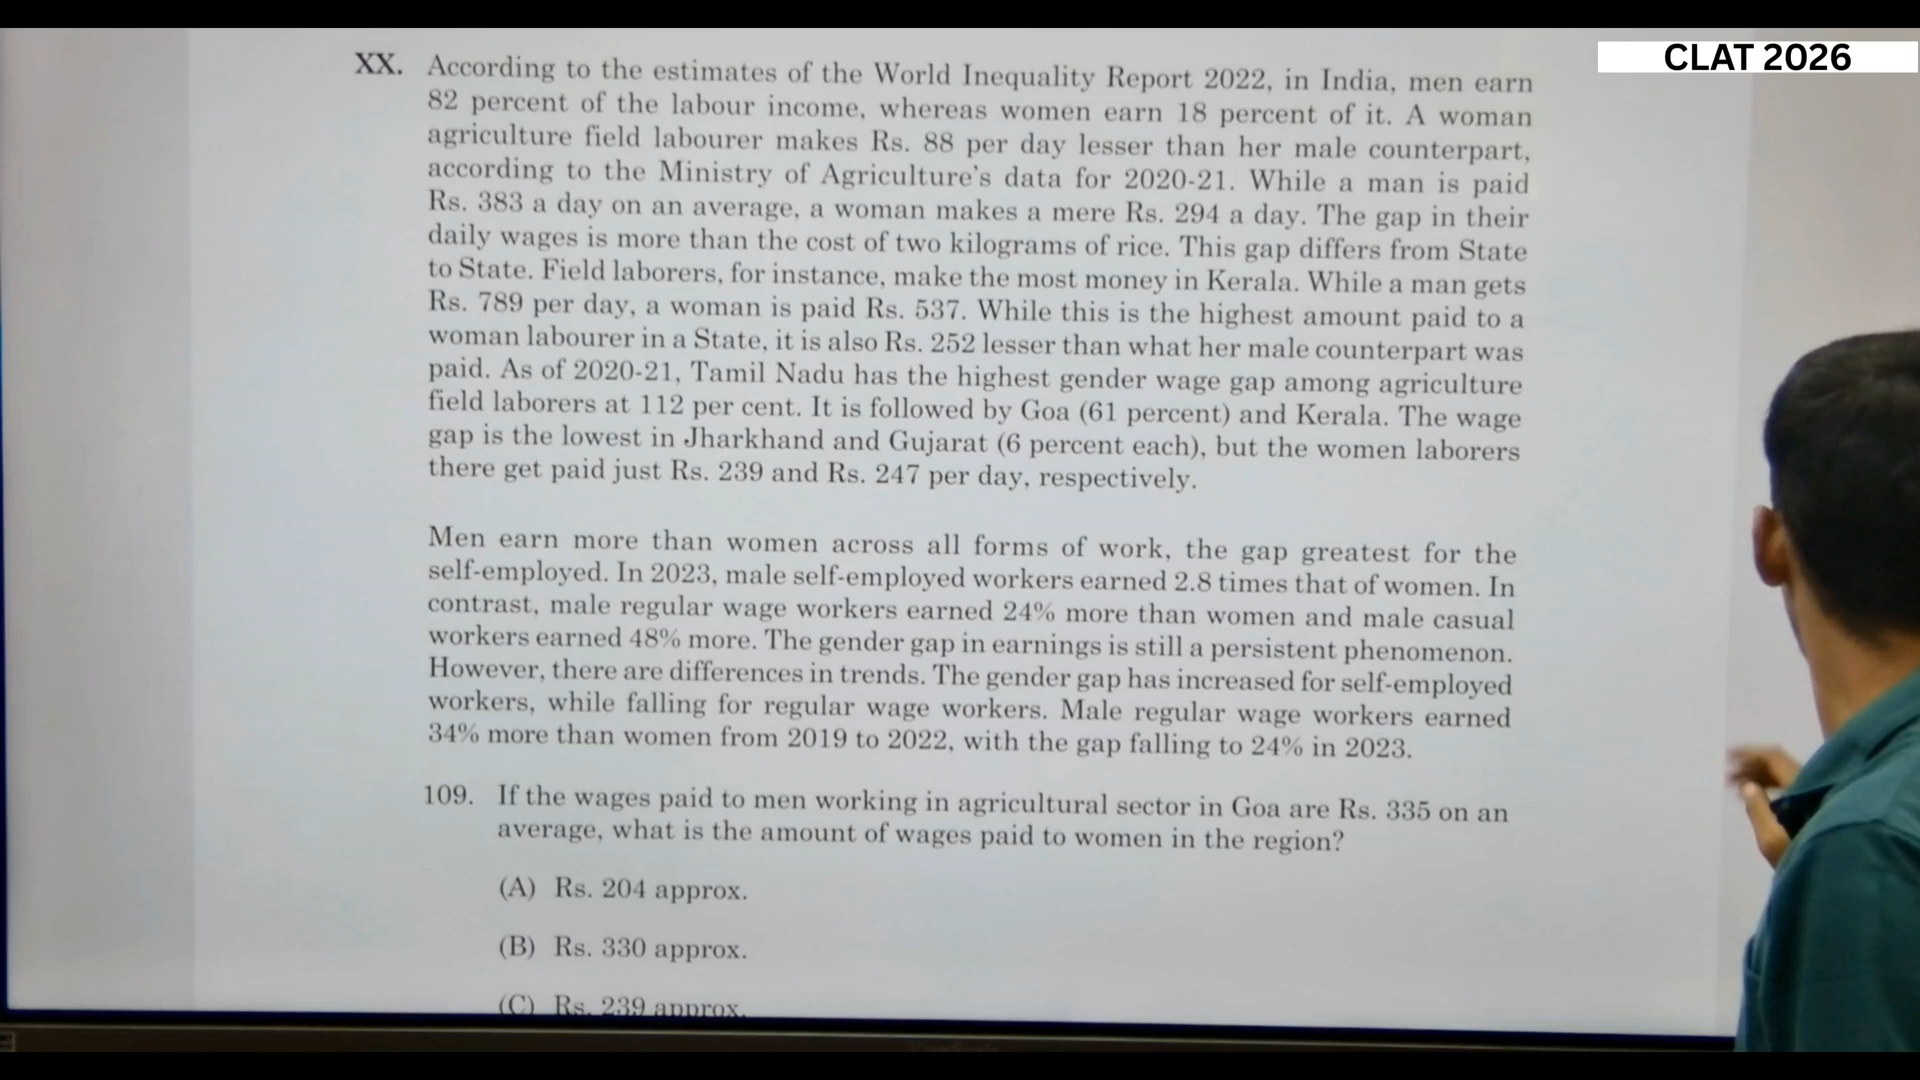 CLAT 2026
XX. According to the estimates of the World Inequality Report 2022, in India, men earn
82 percent of the labour income, whereas women earn 18 percent of it. A woman
agriculture field labourer makes Rs. 88 per day lesser than her male counterpart,
according to the Ministry of Agriculture's data for 2020-21. While a man is paid
Rs. 383 a day on an average, a woman makes a mere Rs. 294 a day. The gap in their
daily wages is more than the cost of two kilograms of rice. This gap differs from State
to State. Field laborers, for instance, make the most money in Kerala. While a man gets
Rs. 789 per day, a woman is paid Rs. 537. While this is the highest amount paid to a
woman labourer in a State, it is also Rs. 252 lesser than what her male counterpart was
paid. As of 2020-21, Tamil Nadu has the highest gender wage gap among agriculture
field laborers at 112 per cent. It is followed by Goa (61 percent) and Kerala. The wage
gap is the lowest in Jharkhand and Gujarat (6 percent each), but the women laborers
there get paid just Rs. 239 and Rs. 247 per day, respectively.
Men earn more than women across all forms of work, the gap greatest for the
self-employed. In 2023, male self-employed workers earned 2.8 times that of women. In
contrast, male regular wage workers earned 24% more than women and male casual
workers earned 48% more. The gender gap in earnings is still a persistent phenomenon.
However, there are differences in trends. The gender gap has increased for self-employed
workers, while falling for regular wage workers. Male regular wage workers earned
34% more than women from 2019 to 2022, with the gap falling to 24% in 2023.
109. If the wages paid to men working in agricultural sector in Goa are Rs. 335 on an
average, what is the amount of wages paid to women in the region?
(A) Rs. 204 approx.
(B) Rs. 330 approx.
(C) Rs. 239 approx.